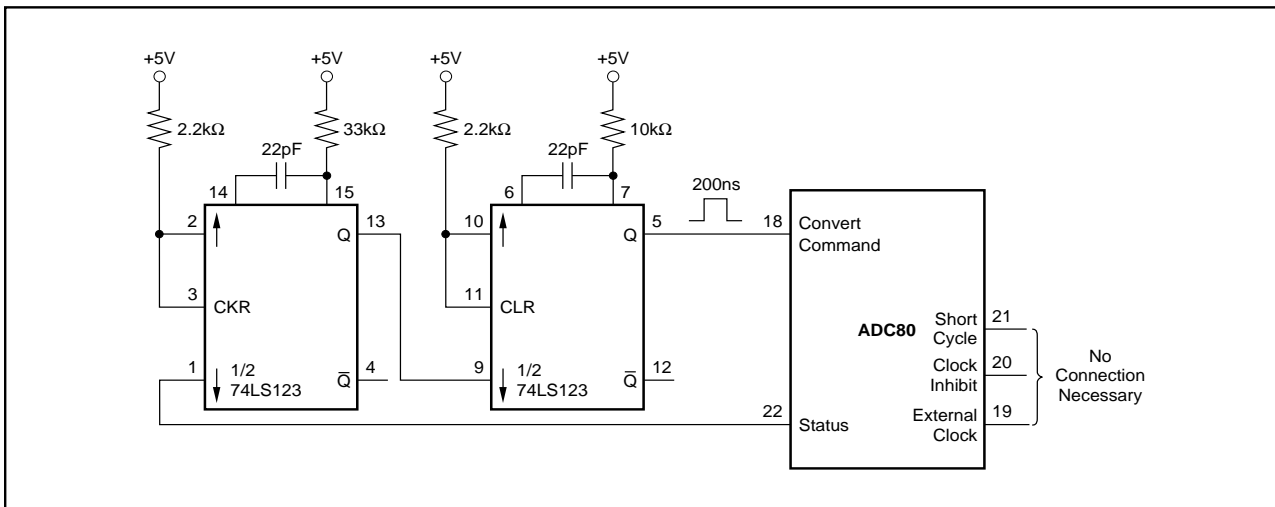 +5V
+5V
+5V
+5V
2.2kΩ
33kΩ
2.2kΩ
10kΩ
22pF
22pF
14
15
6
7
200ns
2
13
10
5
18
Q
Q
Convert
Command
3
CKR
11
CLR
ADC80
Short
Cycle
21
Clock
Inhibit
20
No
Connection
Necessary
1
1/2
74LS123
Q̅
4
9
1/2
74LS123
Q̅
12
22
Status
External
Clock
19